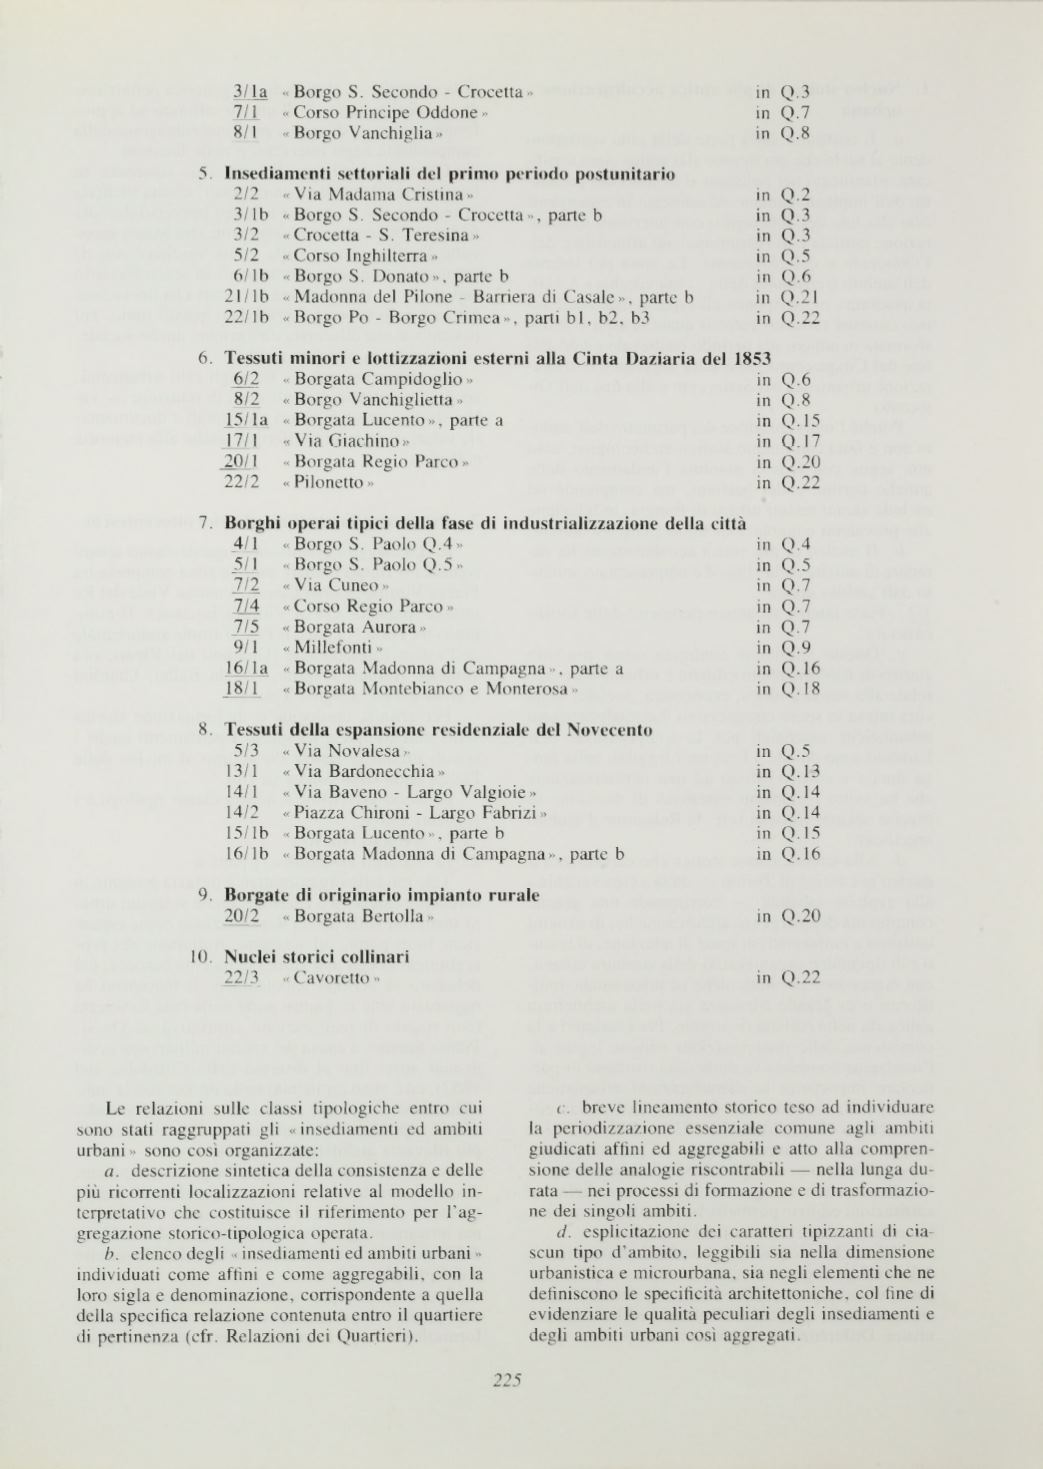 3/1a « Borgo S. Secondo - Crocetta » in Q.3
7/1 « Corso Principe Oddone » in Q.7
8/1 « Borgo Vanchiglia » in Q.8
5. Insediamenti settoriali del primo periodo postunitario
2/2 « Via Madama Cristina » in Q.2
3/1b « Borgo S. Secondo - Crocetta », parte b in Q.3
3/2 « Crocetta - S. Teresina » in Q.3
5/2 « Corso Inghilterra » in Q.5
6/1b « Borgo S. Donato », parte b in Q.6
21/1b « Madonna del Pilone - Barriera di Casale », parte b in Q.21
22/1b « Borgo Po - Borgo Crimea », parti b1, b2, b3 in Q.22
6. Tessuti minori e lottizzazioni esterni alla Cinta Daziaria del 1853
6/2 « Borgata Campidoglio » in Q.6
8/2 « Borgo Vanchiglietta » in Q.8
15/1a « Borgata Lucento », parte a in Q.15
17/1 « Via Giachino » in Q.17
20/1 « Borgata Regio Parco » in Q.20
22/2 « Pilonetto » in Q.22
7. Borghi operai tipici della fase di industrializzazione della città
4/1 « Borgo S. Paolo Q.4 » in Q.4
5/1 « Borgo S. Paolo Q.5 » in Q.5
7/2 « Via Cuneo » in Q.7
7/4 « Corso Regio Parco » in Q.7
7/5 « Borgata Aurora » in Q.7
9/1 « Millefonti » in Q.9
16/1a « Borgata Madonna di Campagna », parte a in Q.16
18/1 « Borgata Montebianco e Monterosa » in Q.18
8. Tessuti della espansione residenziale del Novecento
5/3 « Via Novalesa » in Q.5
13/1 « Via Bardonecchia » in Q.13
14/1 « Via Baveno - Largo Valgioie » in Q.14
14/2 « Piazza Chironi - Largo Fabrizi » in Q.14
15/1b « Borgata Lucento », parte b in Q.15
16/1b « Borgata Madonna di Campagna », parte b in Q.16
9. Borgate di originario impianto rurale
20/2 « Borgata Bertolla » in Q.20
10. Nuclei storici collinari
22/3 « Cavoretto » in Q.22
Le relazioni sulle classi tipologiche entro cui
sono stati raggruppati gli « insediamenti ed ambiti
urbani » sono così organizzate:
a. descrizione sintetica della consistenza e delle
più ricorrenti localizzazioni relative al modello in-
terpretativo che costituisce il riferimento per l'ag-
gregazione storico-tipologica operata.
b. elenco degli « insediamenti ed ambiti urbani »
individuati come affini e come aggregabili, con la
loro sigla e denominazione, corrispondente a quella
della specifica relazione contenuta entro il quartiere
di pertinenza (cfr. Relazioni dei Quartieri).
c. breve lineamento storico teso ad individuare
la periodizzazione essenziale comune agli ambiti
giudicati affini ed aggregabili e atto alla compren-
sione delle analogie riscontrabili — nella lunga du-
rata — nei processi di formazione e di trasformazio-
ne dei singoli ambiti.
d. esplicitazione dei caratteri tipizzanti di cia-
scun tipo d'ambito, leggibili sia nella dimensione
urbanistica e microurbana, sia negli elementi che ne
definiscono le specificità architettoniche, col fine di
evidenziare le qualità peculiari degli insediamenti e
degli ambiti urbani così aggregati.
225